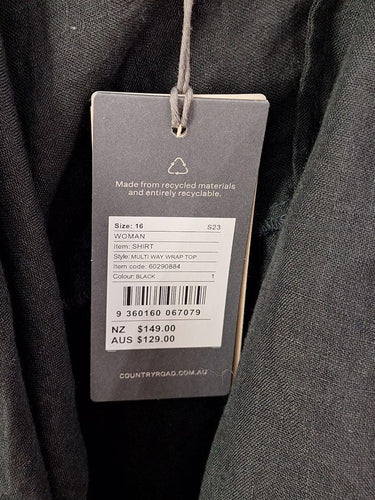 Made from recycled materials
and entirely recyclable.
Size: 16 S23
WOMAN
Item: SHIRT
Style: MULTI WAY WRAP TOP
Item code: 60290884
Colour: BLACK 1
9 360160 067079
NZ $149.00
AUS $129.00
COUNTRYROAD.COM.AU